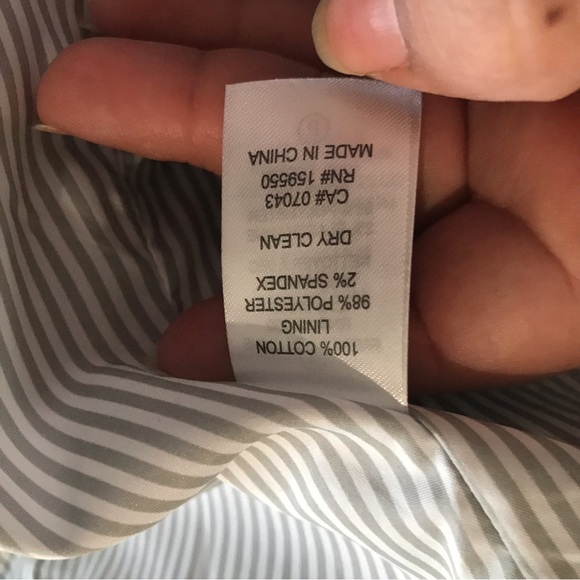 100% COTTON
LINING
98% POLYESTER
2% SPANDEX
DRY CLEAN
CA# 07043
RN# 159550
MADE IN CHINA